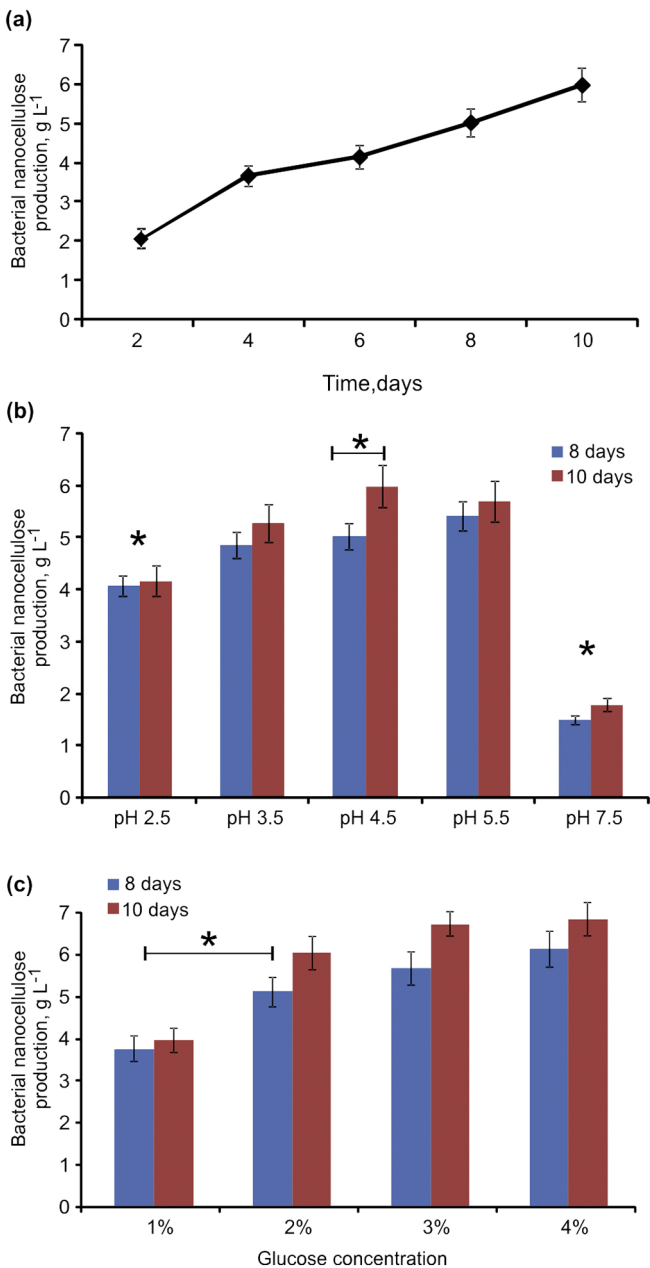 (a)
Bacterial nanocellulose
production, g L-1
7
6
5
4
3
2
1
0
2 4 6 8 10
Time,days
(b)
Bacterial nanocellulose
production, g L-1
7
6
5
4
3
2
1
0
*
*
*
8 days
10 days
pH 2.5 pH 3.5 pH 4.5 pH 5.5 pH 7.5
(c)
8 days
10 days
Bacterial nanocellulose
production, g L-1
7
6
5
4
3
2
1
0
*
1% 2% 3% 4%
Glucose concentration